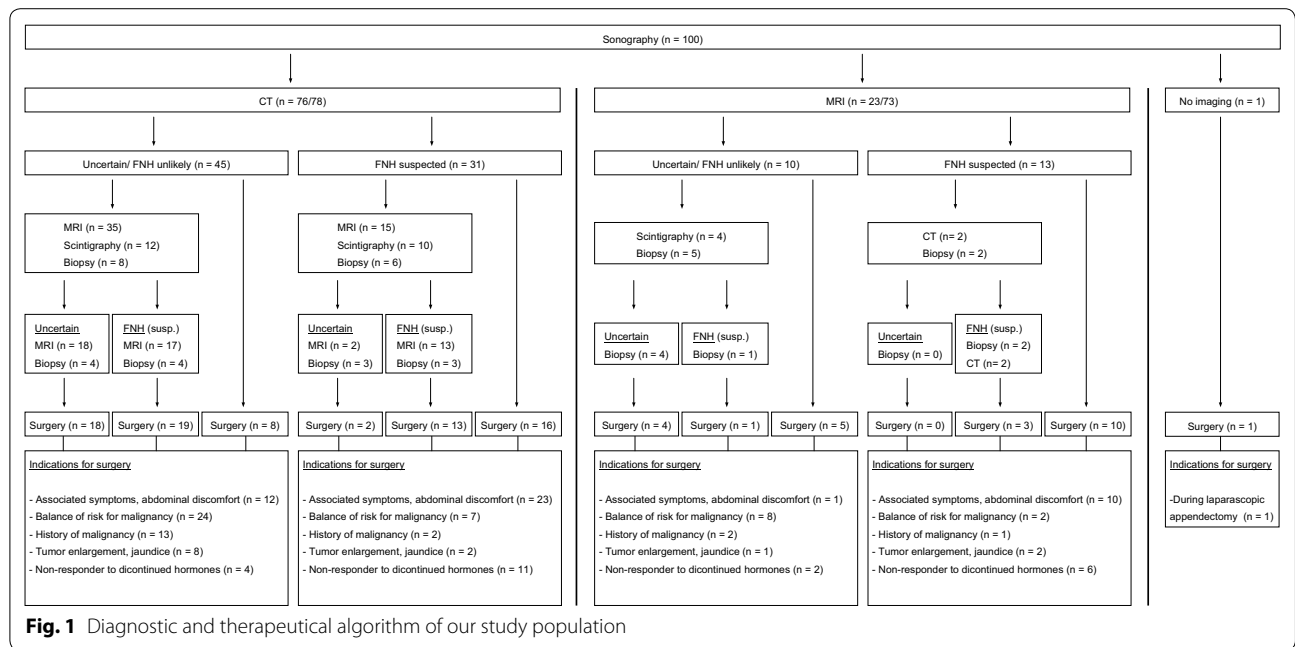 Sonography (n = 100)
CT (n = 76/78)
MRI (n = 23/73)
No imaging (n = 1)
Uncertain/ FNH unlikely (n = 45)
FNH suspected (n = 31)
Uncertain/ FNH unlikely (n = 10)
FNH suspected (n = 13)
MRI (n = 35)
Scintigraphy (n = 12)
Biopsy (n = 8)
MRI (n = 15)
Scintigraphy (n = 10)
Biopsy (n = 6)
Scintigraphy (n = 4)
Biopsy (n = 5)
CT (n= 2)
Biopsy (n = 2)
Uncertain
MRI (n = 18)
Biopsy (n = 4)
FNH (susp.)
MRI (n = 17)
Biopsy (n = 4)
Uncertain
MRI (n = 2)
Biopsy (n = 3)
FNH (susp.)
MRI (n = 13)
Biopsy (n = 3)
Uncertain
Biopsy (n = 4)
FNH (susp.)
Biopsy (n = 1)
Uncertain
Biopsy (n = 0)
FNH (susp.)
Biopsy (n = 2)
CT (n= 2)
Surgery (n = 18)
Surgery (n = 19)
Surgery (n = 8)
Surgery (n = 2)
Surgery (n = 13)
Surgery (n = 16)
Surgery (n = 4)
Surgery (n = 1)
Surgery (n = 5)
Surgery (n = 0)
Surgery (n = 3)
Surgery (n = 10)
Surgery (n = 1)
Indications for surgery
- Associated symptoms, abdominal discomfort (n = 12)
- Balance of risk for malignancy (n = 24)
- History of malignancy (n = 13)
- Tumor enlargement, jaundice (n = 8)
- Non-responder to dicontinued hormones (n = 4)
Indications for surgery
- Associated symptoms, abdominal discomfort (n = 23)
- Balance of risk for malignancy (n = 7)
- History of malignancy (n = 2)
- Tumor enlargement, jaundice (n = 2)
- Non-responder to dicontinued hormones (n = 11)
Indications for surgery
- Associated symptoms, abdominal discomfort (n = 1)
- Balance of risk for malignancy (n = 8)
- History of malignancy (n = 2)
- Tumor enlargement, jaundice (n = 1)
- Non-responder to dicontinued hormones (n = 2)
Indications for surgery
- Associated symptoms, abdominal discomfort (n = 10)
- Balance of risk for malignancy (n = 2)
- History of malignancy (n = 1)
- Tumor enlargement, jaundice (n = 2)
- Non-responder to dicontinued hormones (n = 6)
Indications for surgery
-During laparascopic
appendectomy (n = 1)
Fig. 1 Diagnostic and therapeutical algorithm of our study population